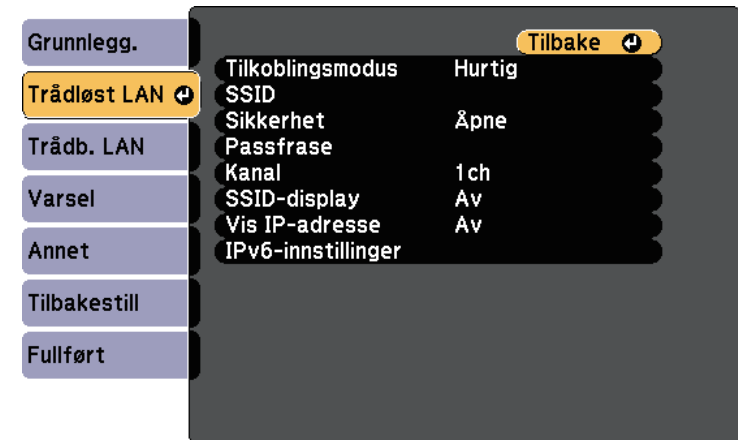 Grunnlegg.
Trådløst LAN
Trådb. LAN
Varsel
Annet
Tilbakestill
Fullført
Tilbake
Tilkoblingsmodus Hurtig
SSID
Sikkerhet Åpne
Passfrase
Kanal 1ch
SSID-display Av
Vis IP-adresse Av
IPv6-innstillinger